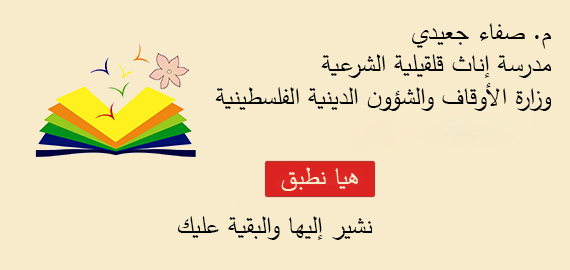 م. صفاء جعيدي
مدرسة إناث قلقيلية الشرعية
وزارة الأوقاف والشؤون الدينية الفلسطينية
هيا نطبق
نشير إليها والبقية عليك